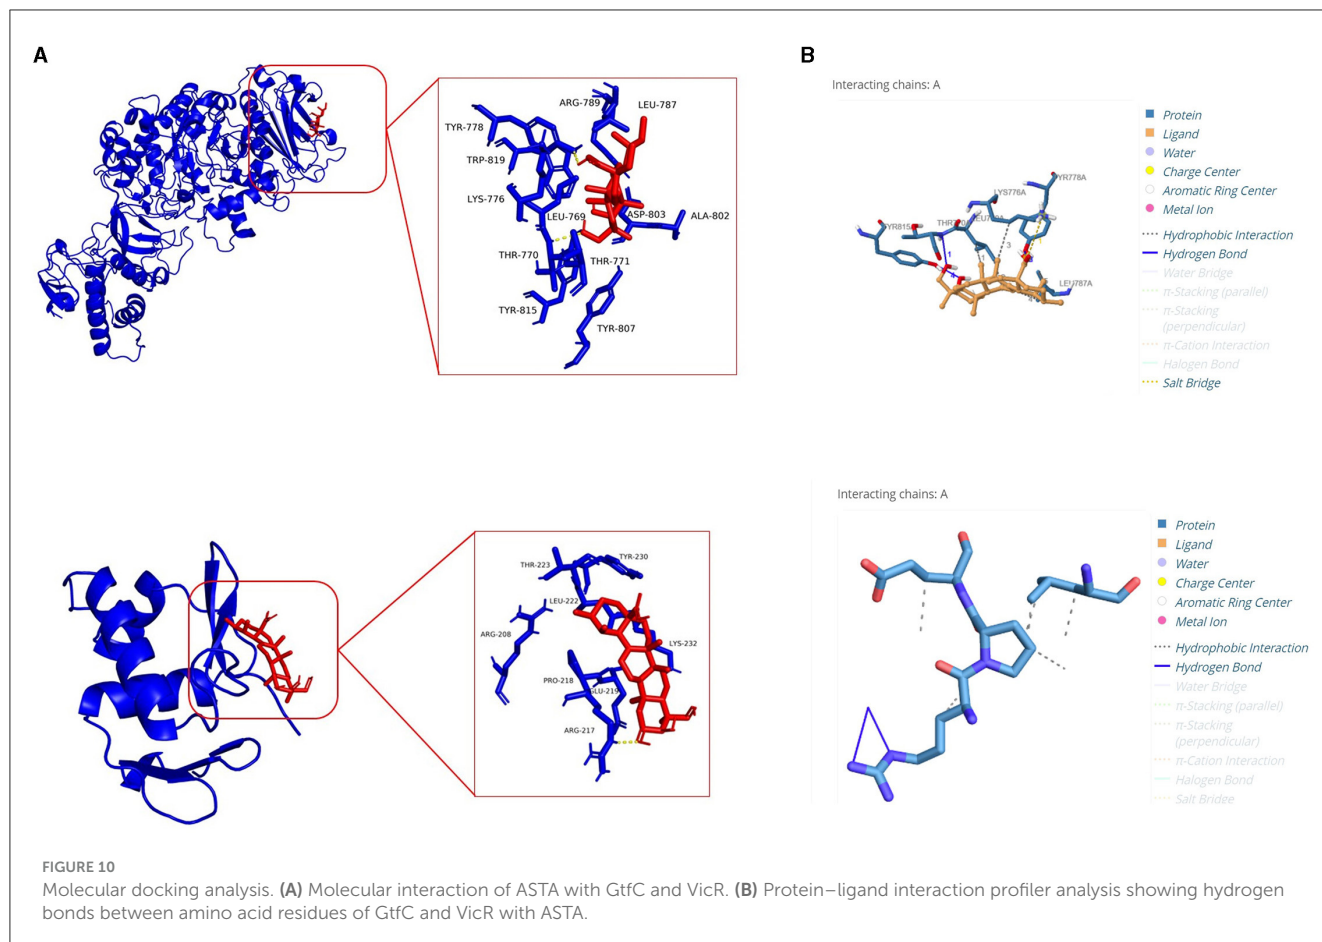 A
ARG-789
LEU-787
TYR-778
TRP-819
LYS-776
LEU-769
ASP-803
ALA-802
THR-770
THR-771
TYR-815
TYR-807
B
Interacting chains: A
LYS776A
YR778A
YR815
LEU787A
3
1
Protein
Ligand
Water
Charge Center
Aromatic Ring Center
Metal Ion
Hydrophobic Interaction
Hydrogen Bond
Water Bridge
π-Stacking (parallel)
π-Stacking
(perpendicular)
π-Cation Interaction
Halogen Bond
Salt Bridge
TYR-230
THR-223
LEU-222
ARG-208
LYS-232
PRO-218
GLU-219
ARG-217
Interacting chains: A
Protein
Ligand
Water
Charge Center
Aromatic Ring Center
Metal Ion
Hydrophobic Interaction
Hydrogen Bond
Water Bridge
π-Stacking (parallel)
π-Stacking
(perpendicular)
π-Cation Interaction
Halogen Bond
Salt Bridge
FIGURE 10
Molecular docking analysis. (A) Molecular interaction of ASTA with GtfC and VicR. (B) Protein–ligand interaction profiler analysis showing hydrogen
bonds between amino acid residues of GtfC and VicR with ASTA.